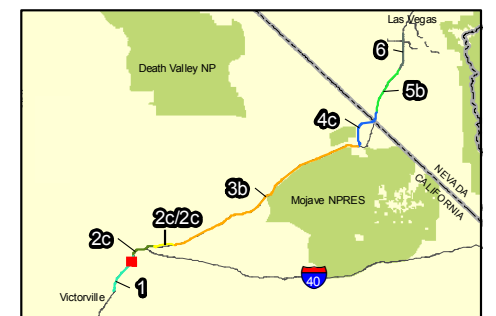 Las Vegas
6
Death Valley NP
5b
4c
NEVADA
CALIFORNIA
3b
Mojave NPRES
2c/2c
2c
40
1
Victorville